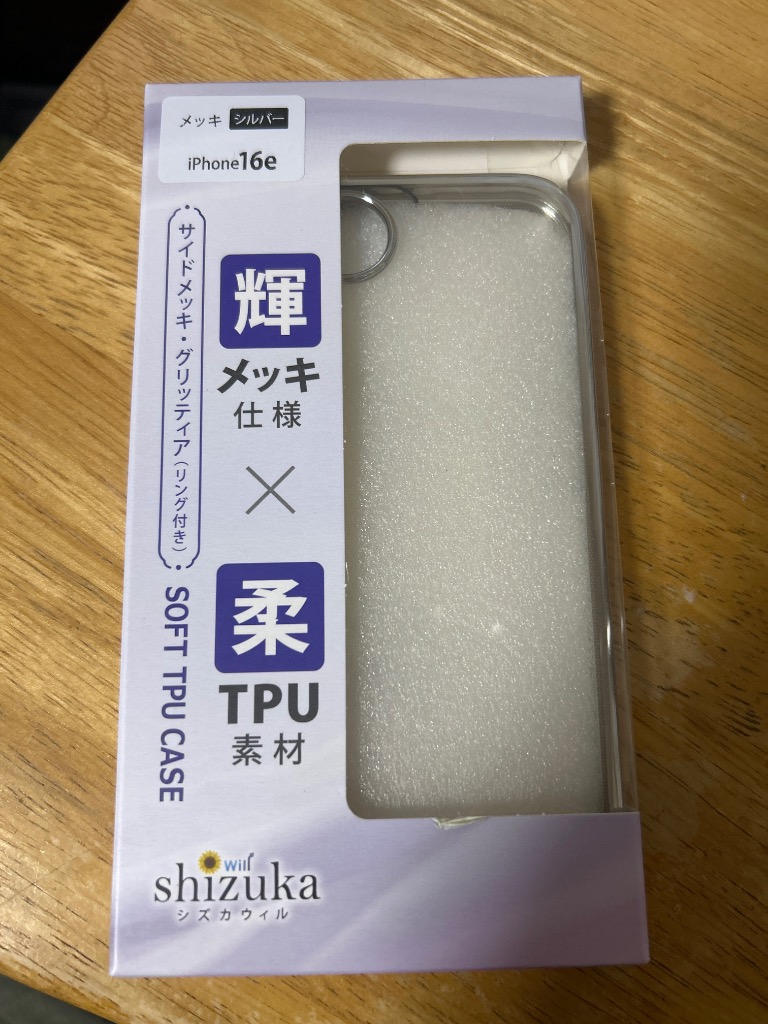 メッキ シルバー
iPhone16e
サイドメッキ・グリッティア(リング付き)
SOFT TPU CASE
輝
メッキ
仕様
×
柔
TPU
素材
Will
shizuka
シズカウィル